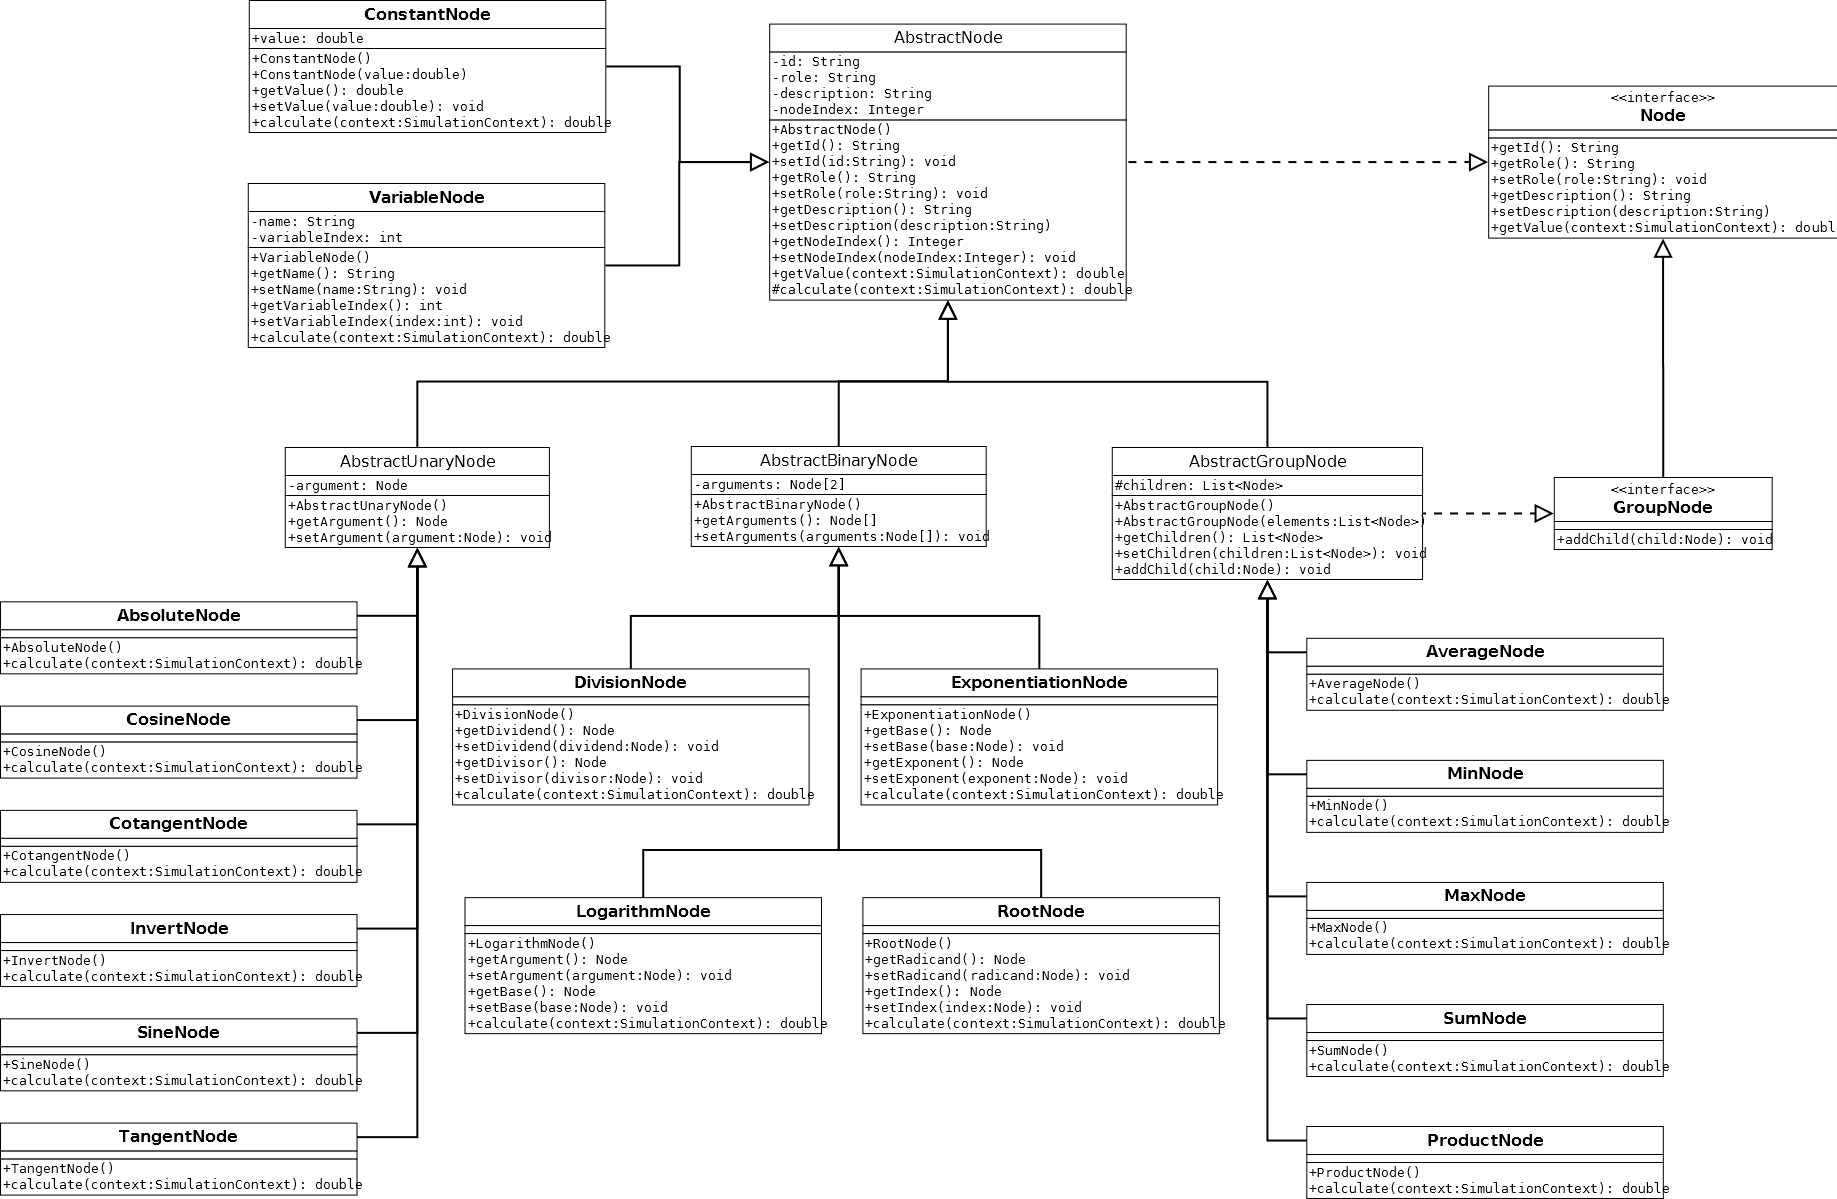 ConstantNode
+value: double
+ConstantNode()
+ConstantNode(value:double)
+getValue(): double
+setValue(value:double): void
+calculate(context:SimulationContext): double
AbstractNode
-id: String
-role: String
-description: String
-nodeIndex: Integer
+AbstractNode()
+getId(): String
+setId(id:String): void
+getRole(): String
+setRole(role:String): void
+getDescription(): String
+setDescription(description:String)
+getNodeIndex(): Integer
+setNodeIndex(nodeIndex:Integer): void
+getValue(context:SimulationContext): double
#calculate(context:SimulationContext): double
<<interface>>
Node
+getId(): String
+getRole(): String
+setRole(role:String): void
+getDescription(): String
+setDescription(description:String)
+getValue(context:SimulationContext): doubl
VariableNode
-name: String
-variableIndex: int
+VariableNode()
+getName(): String
+setName(name:String): void
+getVariableIndex(): int
+setVariableIndex(index:int): void
+calculate(context:SimulationContext): double
AbstractUnaryNode
-argument: Node
+AbstractUnaryNode()
+getArgument(): Node
+setArgument(argument:Node): void
AbstractBinaryNode
-arguments: Node[2]
+AbstractBinaryNode()
+getArguments(): Node[]
+setArguments(arguments:Node[]): void
AbstractGroupNode
#children: List<Node>
+AbstractGroupNode()
+AbstractGroupNode(elements:List<Node>)
+getChildren(): List<Node>
+setChildren(children:List<Node>): void
+addChild(child:Node): void
<<interface>>
GroupNode
+addChild(child:Node): void
AbsoluteNode
+AbsoluteNode()
+calculate(context:SimulationContext): double
CosineNode
+CosineNode()
+calculate(context:SimulationContext): double
CotangentNode
+CotangentNode()
+calculate(context:SimulationContext): double
InvertNode
+InvertNode()
+calculate(context:SimulationContext): double
SineNode
+SineNode()
+calculate(context:SimulationContext): double
TangentNode
+TangentNode()
+calculate(context:SimulationContext): double
DivisionNode
+DivisionNode()
+getDividend(): Node
+setDividend(dividend:Node): void
+getDivisor(): Node
+setDivisor(divisor:Node): void
+calculate(context:SimulationContext): double
ExponentiationNode
+ExponentiationNode()
+getBase(): Node
+setBase(base:Node): void
+getExponent(): Node
+setExponent(exponent:Node): void
+calculate(context:SimulationContext): double
LogarithmNode
+LogarithmNode()
+getArgument(): Node
+setArgument(argument:Node): void
+getBase(): Node
+setBase(base:Node): void
+calculate(context:SimulationContext): double
RootNode
+RootNode()
+getRadicand(): Node
+setRadicand(radicand:Node): void
+getIndex(): Node
+setIndex(index:Node): void
+calculate(context:SimulationContext): double
AverageNode
+AverageNode()
+calculate(context:SimulationContext): double
MinNode
+MinNode()
+calculate(context:SimulationContext): double
MaxNode
+MaxNode()
+calculate(context:SimulationContext): double
SumNode
+SumNode()
+calculate(context:SimulationContext): double
ProductNode
+ProductNode()
+calculate(context:SimulationContext): double